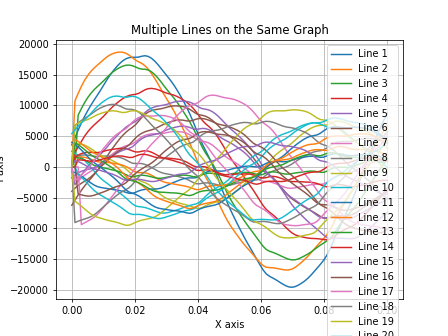 Multiple Lines on the Same Graph
20000
15000
10000
5000
0
−5000
−10000
−15000
−20000
0.00
0.02
0.04
0.06
0.08
X axis
Line 1
Line 2
Line 3
Line 4
Line 5
Line 6
Line 7
Line 8
Line 9
Line 10
Line 11
Line 12
Line 13
Line 14
Line 15
Line 16
Line 17
Line 18
Line 19